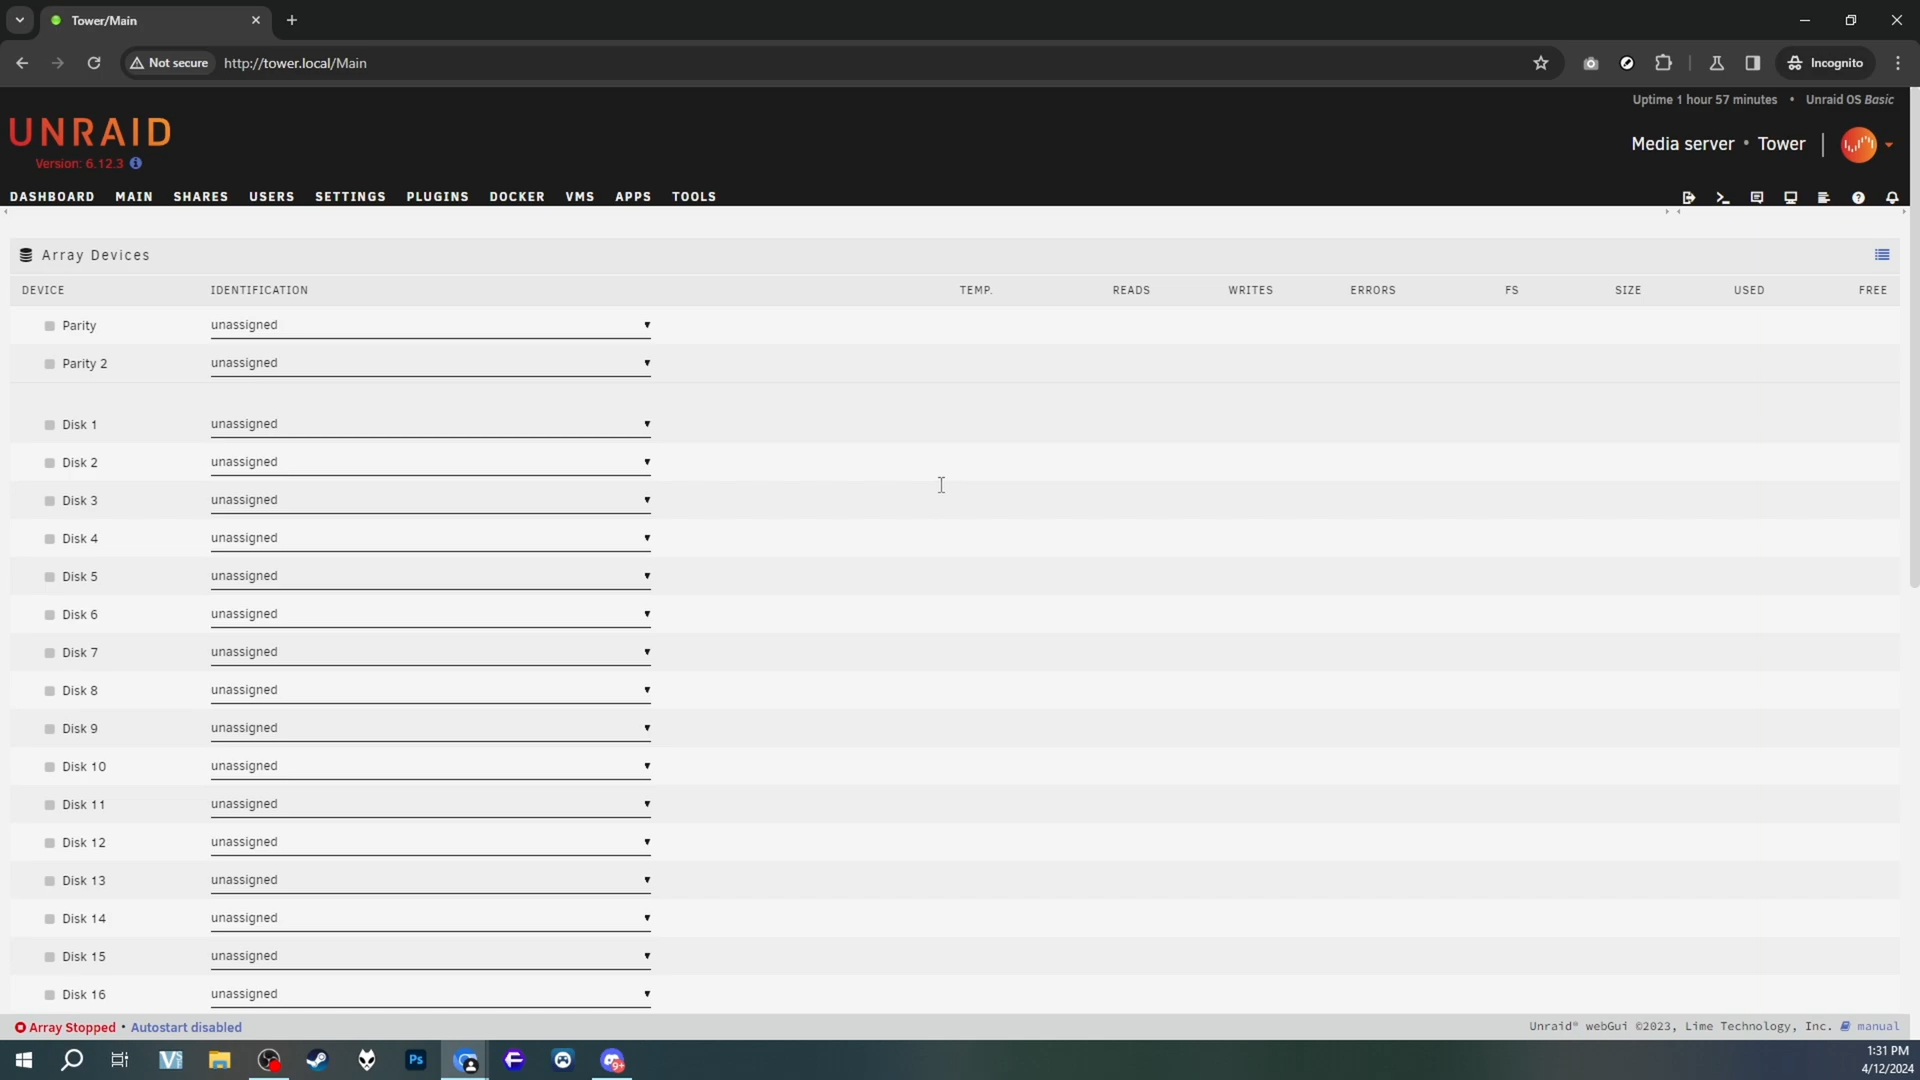 Tower/Main
Not secure
http://tower.local/Main
Incognito
Uptime 1 hour 57 minutes • Unraid OS Basic
UNRAID
Version: 6.12.3
Media server • Tower
DASHBOARD MAIN SHARES USERS SETTINGS PLUGINS DOCKER VMS APPS TOOLS
Array Devices
DEVICE IDENTIFICATION TEMP. READS WRITES ERRORS FS SIZE USED FREE
Parity unassigned
Parity 2 unassigned
Disk 1 unassigned
Disk 2 unassigned
Disk 3 unassigned
Disk 4 unassigned
Disk 5 unassigned
Disk 6 unassigned
Disk 7 unassigned
Disk 8 unassigned
Disk 9 unassigned
Disk 10 unassigned
Disk 11 unassigned
Disk 12 unassigned
Disk 13 unassigned
Disk 14 unassigned
Disk 15 unassigned
Disk 16 unassigned
Array Stopped • Autostart disabled
Unraid® webGui ©2023, Lime Technology, Inc. manual
Ps
9+
1:31 PM
4/12/2024